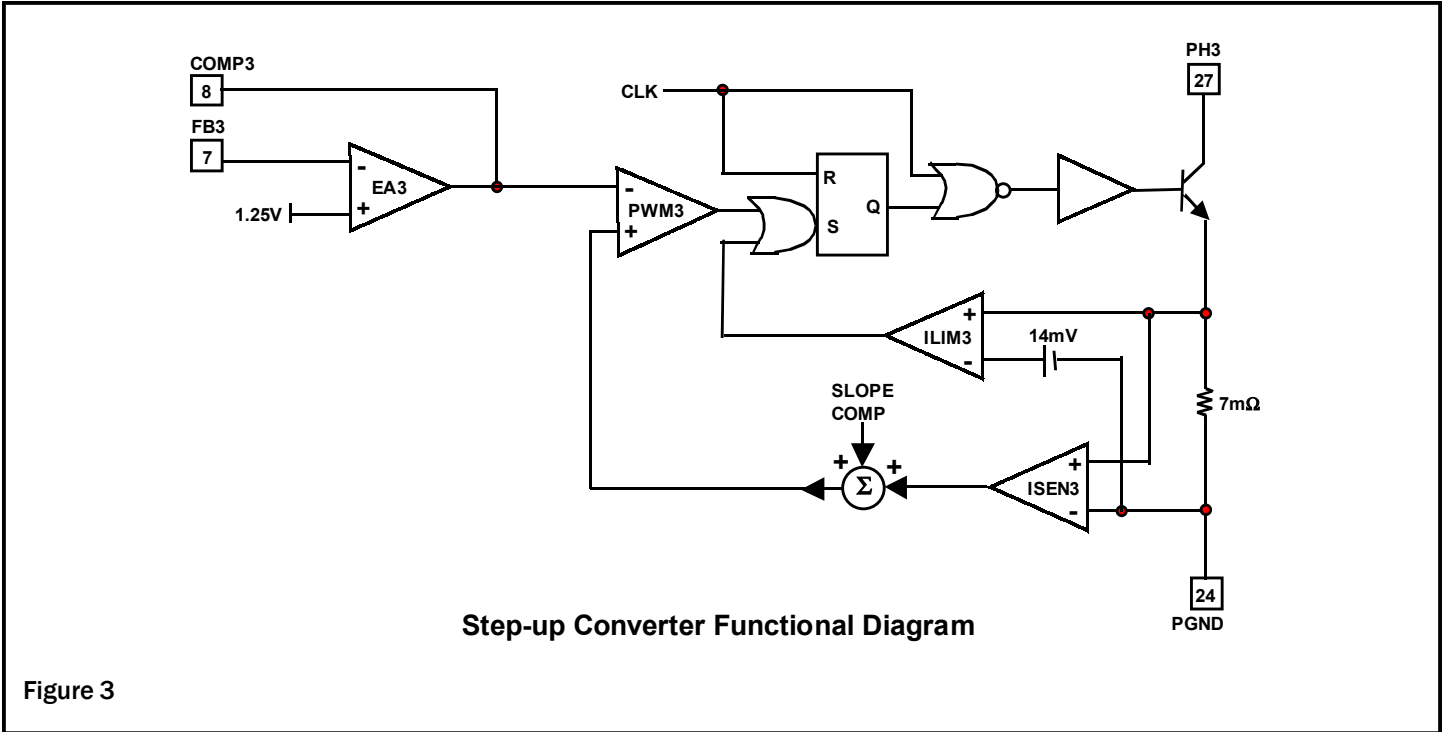 COMP3
8
FB3
7
1.25V
-
EA3
+
CLK
-
PWM3
+
R
S
Q
PH3
27
+
ILIM3
-
14mV
7mΩ
SLOPE
COMP
+
+
Σ
+
ISEN3
-
24
PGND
Step-up Converter Functional Diagram
Figure 3